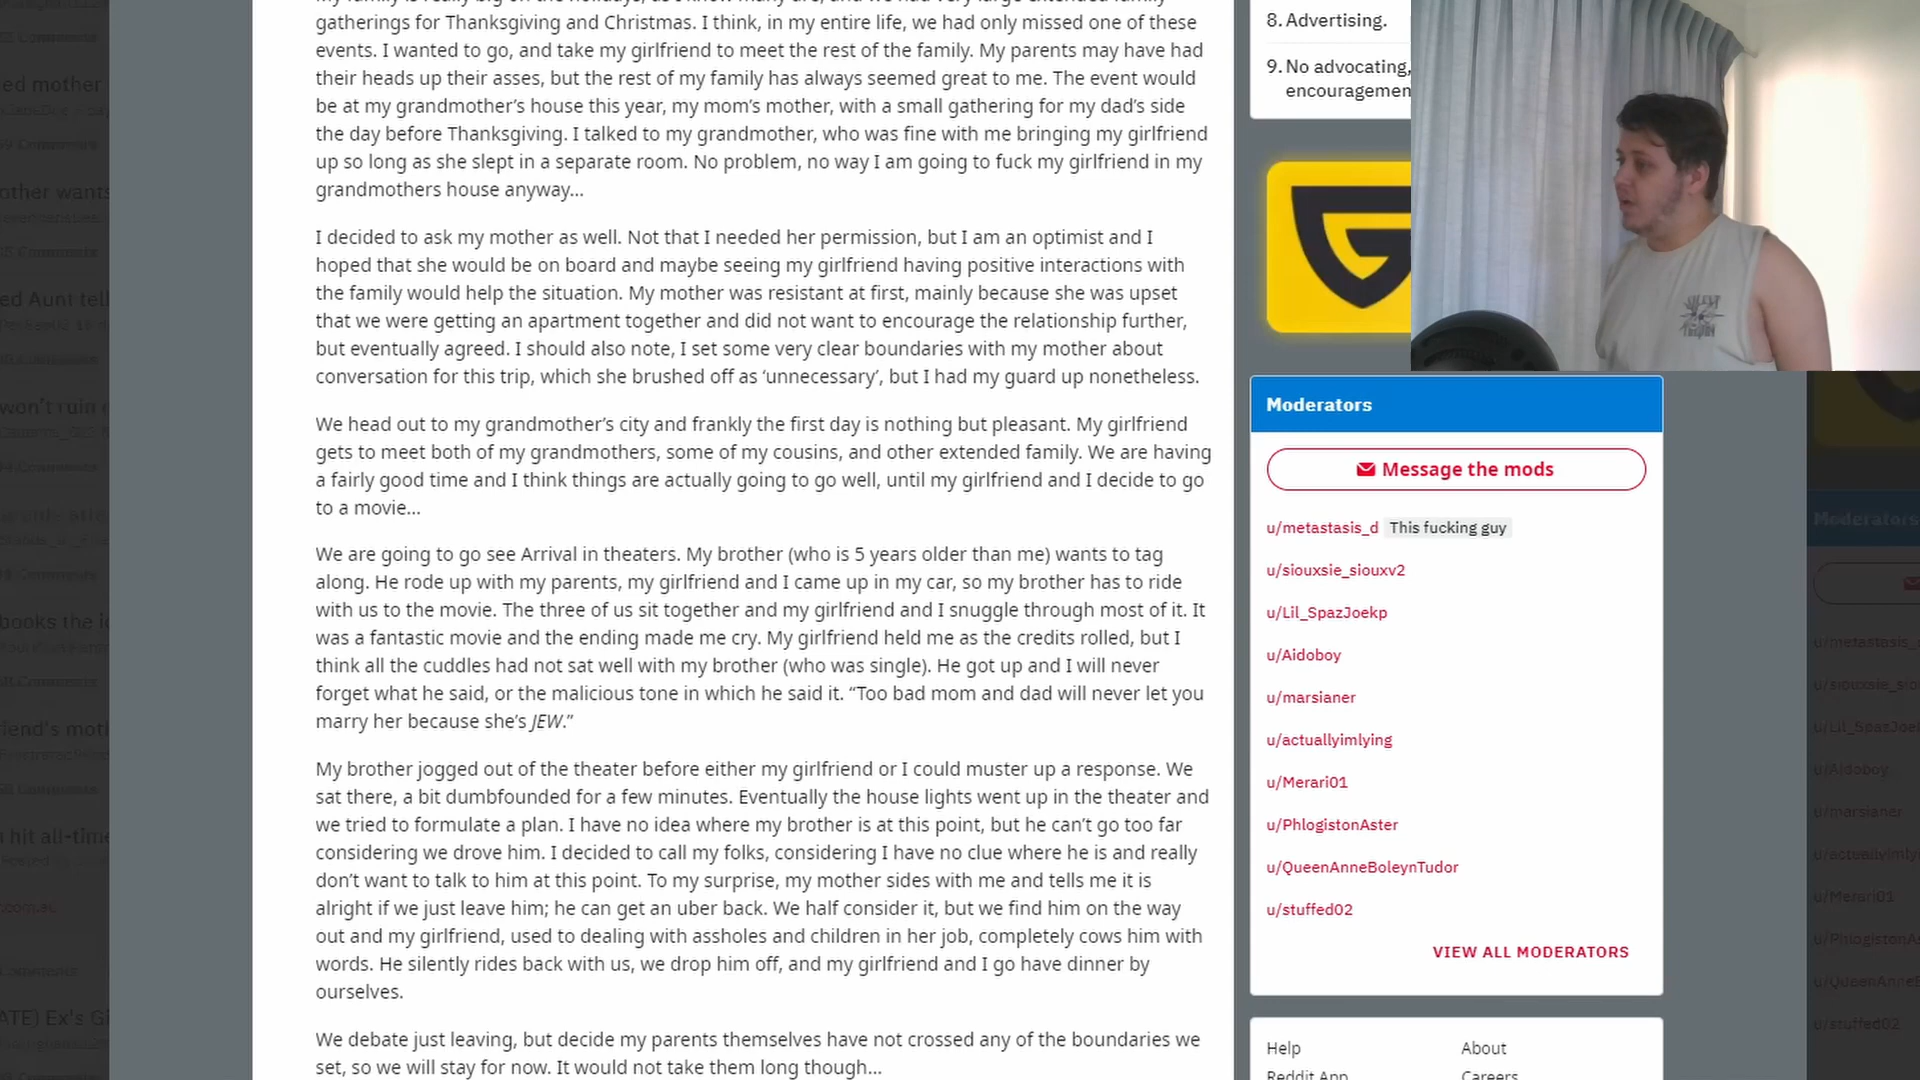 gatherings for Thanksgiving and Christmas. I think, in my entire life, we had only missed one of these
events. I wanted to go, and take my girlfriend to meet the rest of the family. My parents may have had
their heads up their asses, but the rest of my family has always seemed great to me. The event would
be at my grandmother’s house this year, my mom’s mother, with a small gathering for my dad’s side
the day before Thanksgiving. I talked to my grandmother, who was fine with me bringing my girlfriend
up so long as she slept in a separate room. No problem, no way I am going to fuck my girlfriend in my
grandmothers house anyway…
I decided to ask my mother as well. Not that I needed her permission, but I am an optimist and I
hoped that she would be on board and maybe seeing my girlfriend having positive interactions with
the family would help the situation. My mother was resistant at first, mainly because she was upset
that we were getting an apartment together and did not want to encourage the relationship further,
but eventually agreed. I should also note, I set some very clear boundaries with my mother about
conversation for this trip, which she brushed off as ‘unnecessary’, but I had my guard up nonetheless.
We head out to my grandmother’s city and frankly the first day is nothing but pleasant. My girlfriend
gets to meet both of my grandmothers, some of my cousins, and other extended family. We are having
a fairly good time and I think things are actually going to go well, until my girlfriend and I decide to go
to a movie…
We are going to go see Arrival in theaters. My brother (who is 5 years older than me) wants to tag
along. He rode up with my parents, my girlfriend and I came up in my car, so my brother has to ride
with us to the movie. The three of us sit together and my girlfriend and I snuggle through most of it. It
was a fantastic movie and the ending made me cry. My girlfriend held me as the credits rolled, but I
think all the cuddles had not sat well with my brother (who was single). He got up and I will never
forget what he said, or the malicious tone in which he said it. “Too bad mom and dad will never let you
marry her because she’s JEW.”
My brother jogged out of the theater before either my girlfriend or I could muster up a response. We
sat there, a bit dumbfounded for a few minutes. Eventually the house lights went up in the theater and
we tried to formulate a plan. I have no idea where my brother is at this point, but he can’t go too far
considering we drove him. I decided to call my folks, considering I have no clue where he is and really
don’t want to talk to him at this point. To my surprise, my mother sides with me and tells me it is
alright if we just leave him; he can get an uber back. We half consider it, but we find him on the way
out and my girlfriend, used to dealing with assholes and children in her job, completely cows him with
words. He silently rides back with us, we drop him off, and my girlfriend and I go have dinner by
ourselves.
We debate just leaving, but decide my parents themselves have not crossed any of the boundaries we
set, so we will stay for now. It would not take them long though…
8. Advertising.
9. No advocating,
encouragemen
Moderators
Message the mods
u/metastasis_d This fucking guy
u/siouxsie_siouxv2
u/Lil_SpazJoekp
u/Aidoboy
u/marsianer
u/actuallyimlying
u/Merari01
u/PhlogistonAster
u/QueenAnneBoleynTudor
u/stuffed02
VIEW ALL MODERATORS
Help About
Reddit App Careers